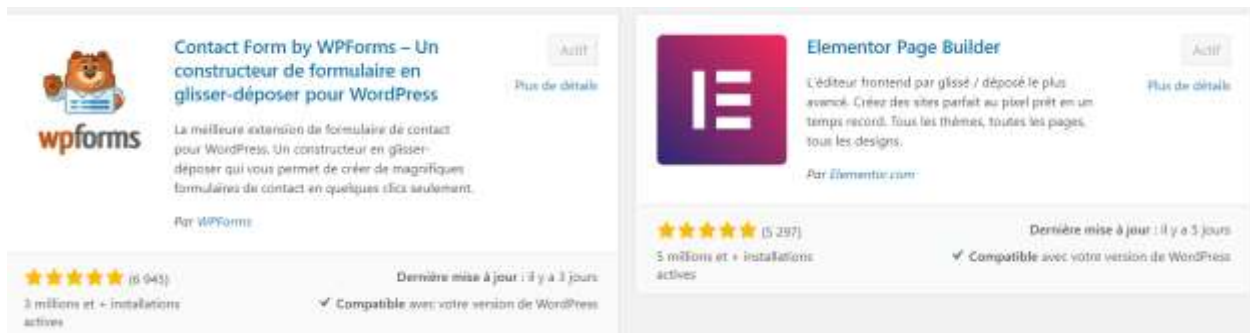 Contact Form by WPForms – Un
constructeur de formulaire en
glisser-déposer pour WordPress
Actif
Plus de détails
La meilleure extension de formulaire de contact
pour WordPress. Un constructeur en glisser-
déposer qui vous permet de créer de magnifiques
formulaires de contact en quelques clics seulement.
Par WPForms
wpforms
(6 945)
3 millions et + installations
actives
Dernière mise à jour : il y a 3 jours
Compatible avec votre version de WordPress
Elementor Page Builder
Actif
Plus de détails
L'éditeur frontend par glissé / déposé le plus
avancé. Créez des sites parfait au pixel prêt en un
temps record. Tous les thèmes, toutes les pages,
tous les designs.
Par Elementor.com
(5 297)
5 millions et + installations
actives
Dernière mise à jour : il y a 5 jours
Compatible avec votre version de WordPress